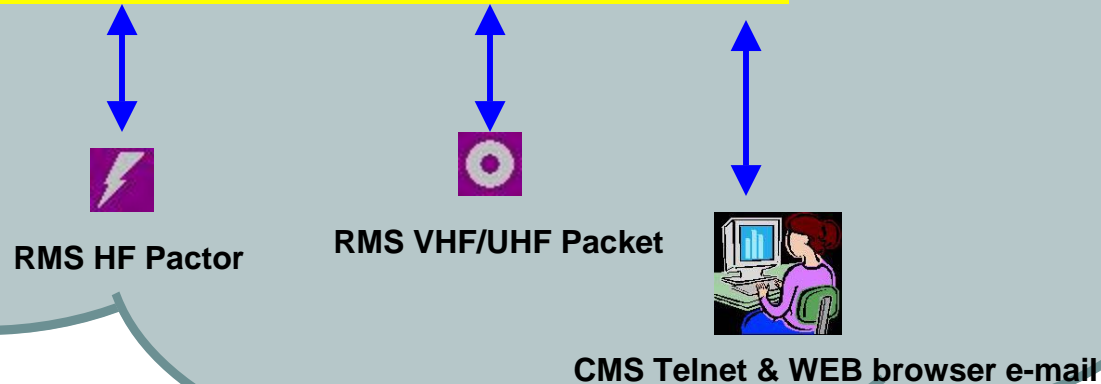 RMS HF Pactor
RMS VHF/UHF Packet
CMS Telnet & WEB browser e-mail